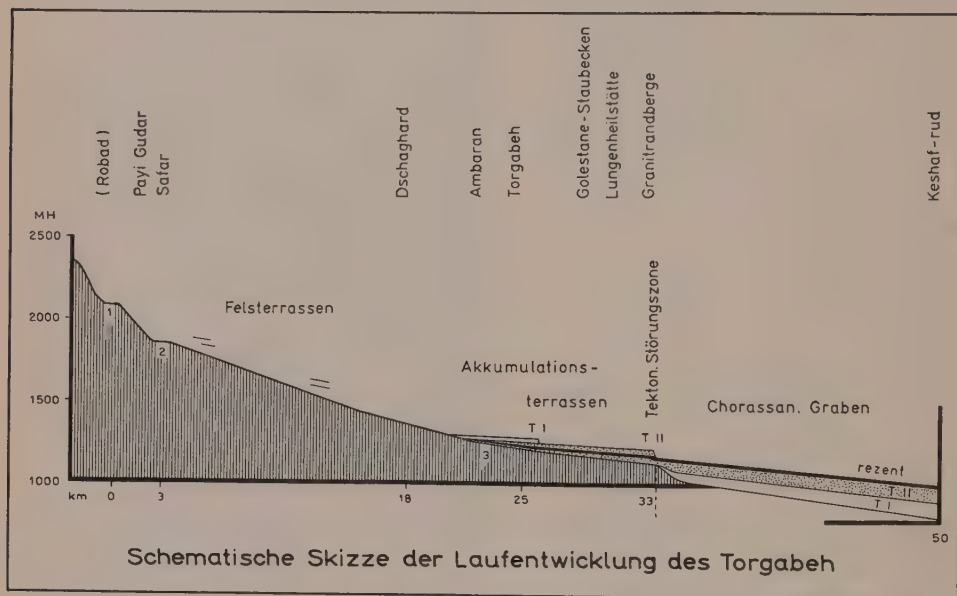 (Robad)
Payi Gudar
Safar
Dschaghard
Ambaran
Torgabeh
Golestane-Staubecken
Lungenheilstätte
Granitrandberge
Keshaf-rud
MH
2500
2000
1500
1000
1
2
3
Felsterrassen
Akkumulations-
terrassen
T I
T II
Tekton. Störungszone
Chorassan. Graben
rezent
T II
T I
km 0 3 18 25 33 50
Schematische Skizze der Laufentwicklung des Torgabeh